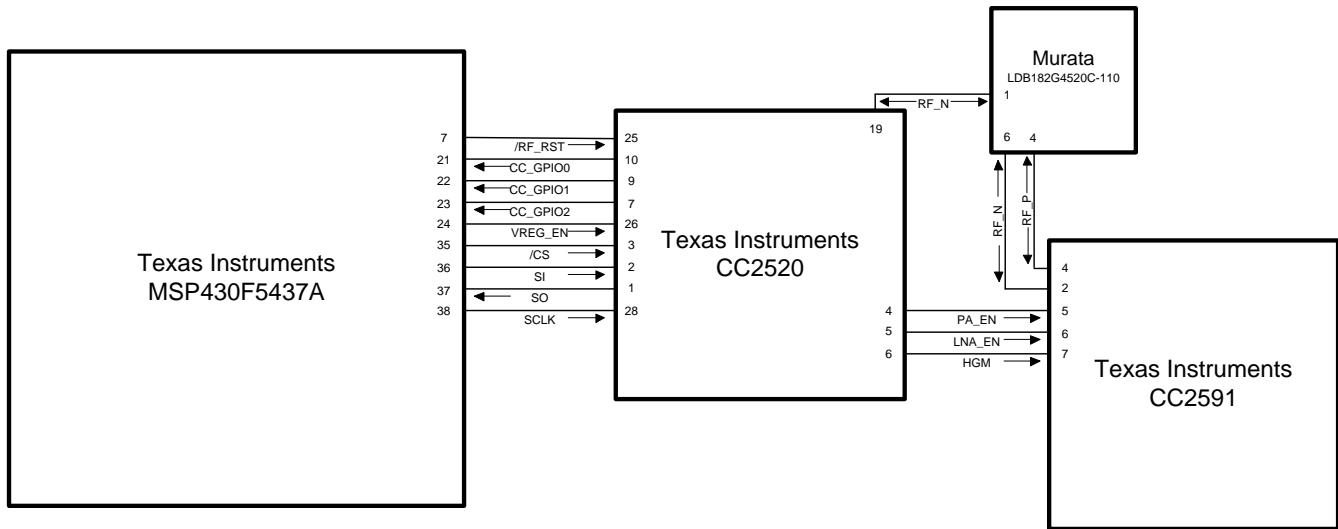 Murata
LDB182G4520C-110
1
6 4
RF_N
19
7 /RF_RST 25
21 CC_GPIO0 10
22 CC_GPIO1 9
23 CC_GPIO2 7
24 VREG_EN 26
35 /CS 3
36 SI 2
37 SO 1
38 SCLK 28
Texas Instruments
MSP430F5437A
Texas Instruments
CC2520
RF_N
RF_P
4
2
4 PA_EN 5
5 LNA_EN 6
6 HGM 7
Texas Instruments
CC2591